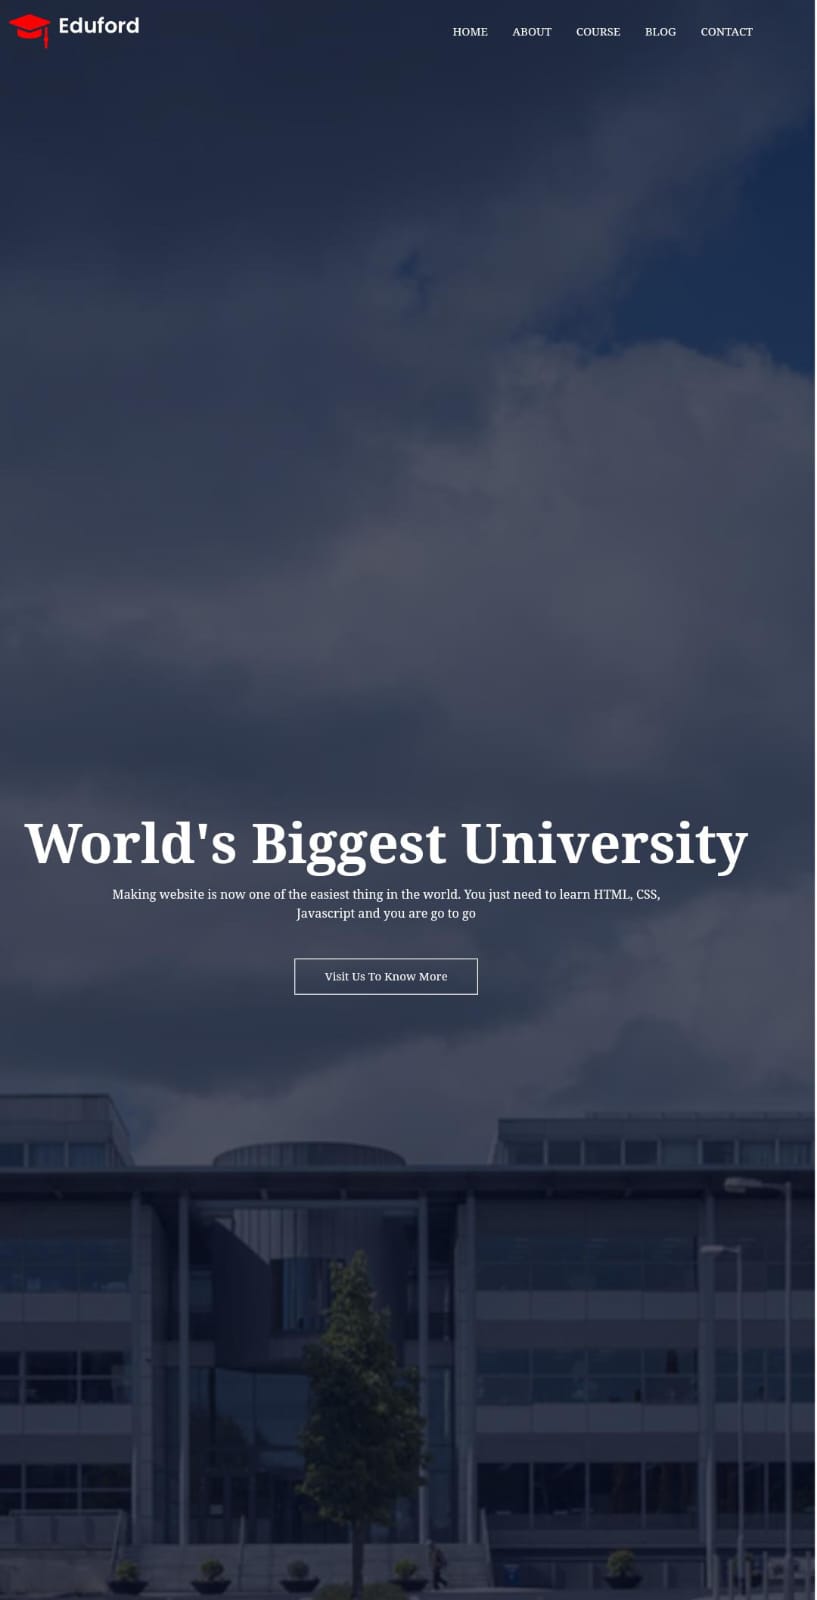 Eduford
HOME ABOUT COURSE BLOG CONTACT
World's Biggest University
Making website is now one of the easiest thing in the world. You just need to learn HTML, CSS,
Javascript and you are go to go
Visit Us To Know More